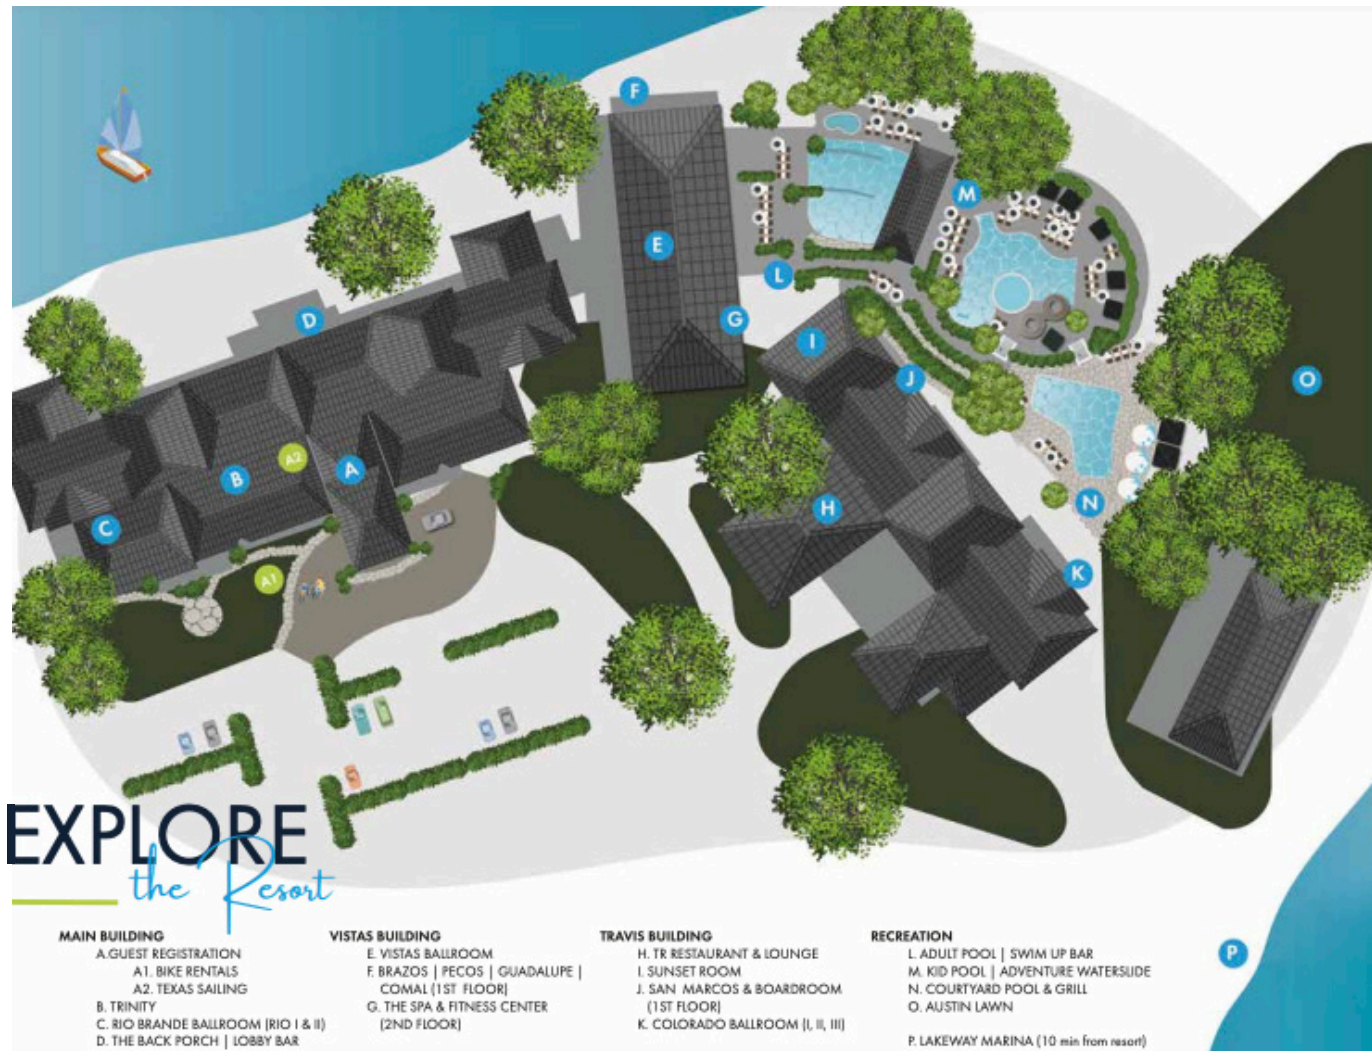 F
E
M
L
D
G
I
O
J
A2
A
B
H
N
C
K
A1
EXPLORE
the Resort
MAIN BUILDING
A.GUEST REGISTRATION
A1. BIKE RENTALS
A2. TEXAS SAILING
B. TRINITY
C. RIO BRANDE BALLROOM (RIO I & II)
D. THE BACK PORCH | LOBBY BAR
VISTAS BUILDING
E. VISTAS BALLROOM
F. BRAZOS | PECOS | GUADALUPE |
COMAL (1ST FLOOR)
G. THE SPA & FITNESS CENTER
(2ND FLOOR)
TRAVIS BUILDING
H. TR RESTAURANT & LOUNGE
I. SUNSET ROOM
J. SAN MARCOS & BOARDROOM
(1ST FLOOR)
K. COLORADO BALLROOM (I, II, III)
RECREATION
L. ADULT POOL | SWIM UP BAR
M. KID POOL | ADVENTURE WATERSLIDE
N. COURTYARD POOL & GRILL
O. AUSTIN LAWN
P. LAKEWAY MARINA (10 min from resort)
P